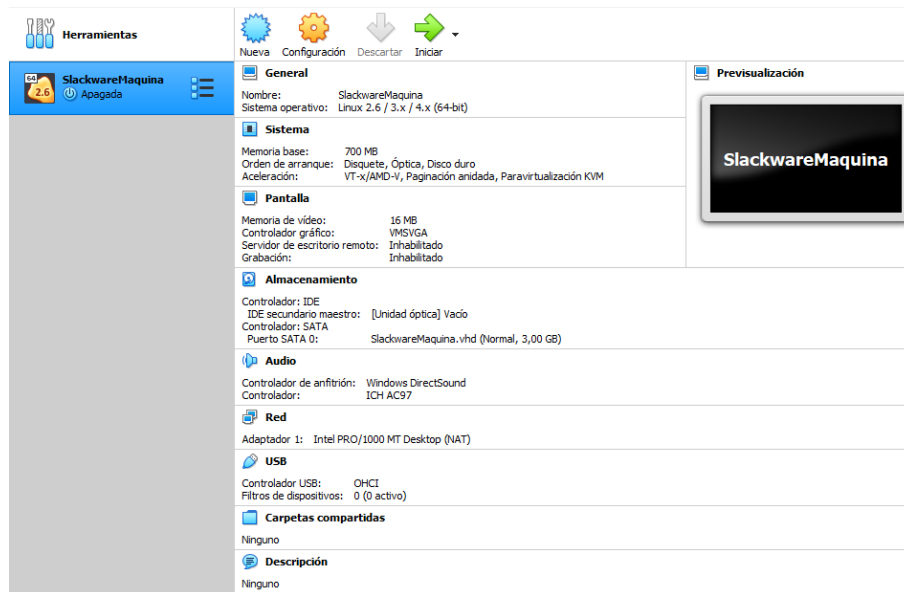 Herramientas
Nueva Configuración Descartar Iniciar
64
2.6
SlackwareMaquina
Apagada
General
Nombre: SlackwareMaquina
Sistema operativo: Linux 2.6 / 3.x / 4.x (64-bit)
Previsualización
SlackwareMaquina
Sistema
Memoria base: 700 MB
Orden de arranque: Disquete, Óptica, Disco duro
Aceleración: VT-x/AMD-V, Paginación anidada, Paravirtualización KVM
Pantalla
Memoria de vídeo: 16 MB
Controlador gráfico: VMSVGA
Servidor de escritorio remoto: Inhabilitado
Grabación: Inhabilitado
Almacenamiento
Controlador: IDE
IDE secundario maestro: [Unidad óptica] Vacío
Controlador: SATA
Puerto SATA 0: SlackwareMaquina.vhd (Normal, 3,00 GB)
Audio
Controlador de anfitrión: Windows DirectSound
Controlador: ICH AC97
Red
Adaptador 1: Intel PRO/1000 MT Desktop (NAT)
USB
Controlador USB: OHCI
Filtros de dispositivos: 0 (0 activo)
Carpetas compartidas
Ninguno
Descripción
Ninguno